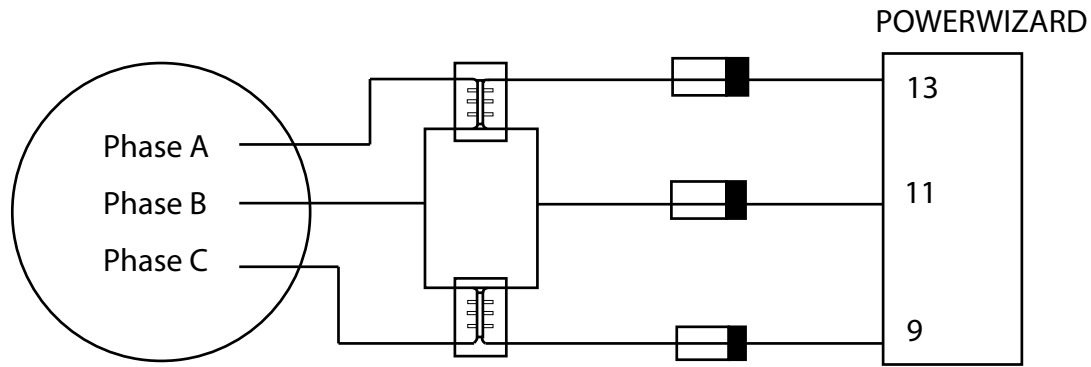 POWERWIZARD
Phase A
13
Phase B
11
Phase C
9